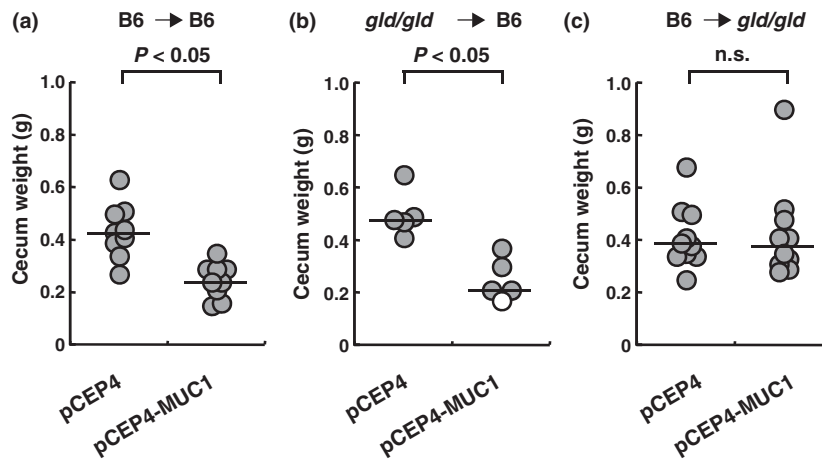 (a)
B6 → B6
P < 0.05
Cecum weight (g)
1.0
0.8
0.6
0.4
0.2
0
pCEP4
pCEP4-MUC1
(b)
gld/gld → B6
P < 0.05
Cecum weight (g)
1.0
0.8
0.6
0.4
0.2
0
pCEP4
pCEP4-MUC1
(c)
B6 → gld/gld
n.s.
Cecum weight (g)
1.0
0.8
0.6
0.4
0.2
0
pCEP4
pCEP4-MUC1